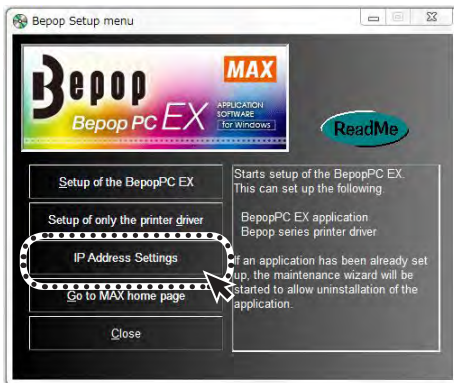 Bepop Setup menu
Bepop
MAX
Bepop PC EX
APPLICATION
SOFTWARE
for Windows
ReadMe
Setup of the BepopPC EX
Setup of only the printer driver
IP Address Settings
Go to MAX home page
Close
Starts setup of the BepopPC EX.
This can set up the following.
BepopPC EX application
Bepop series printer driver
If an application has been already set
up, the maintenance wizard will be
started to allow uninstallation of the
application.